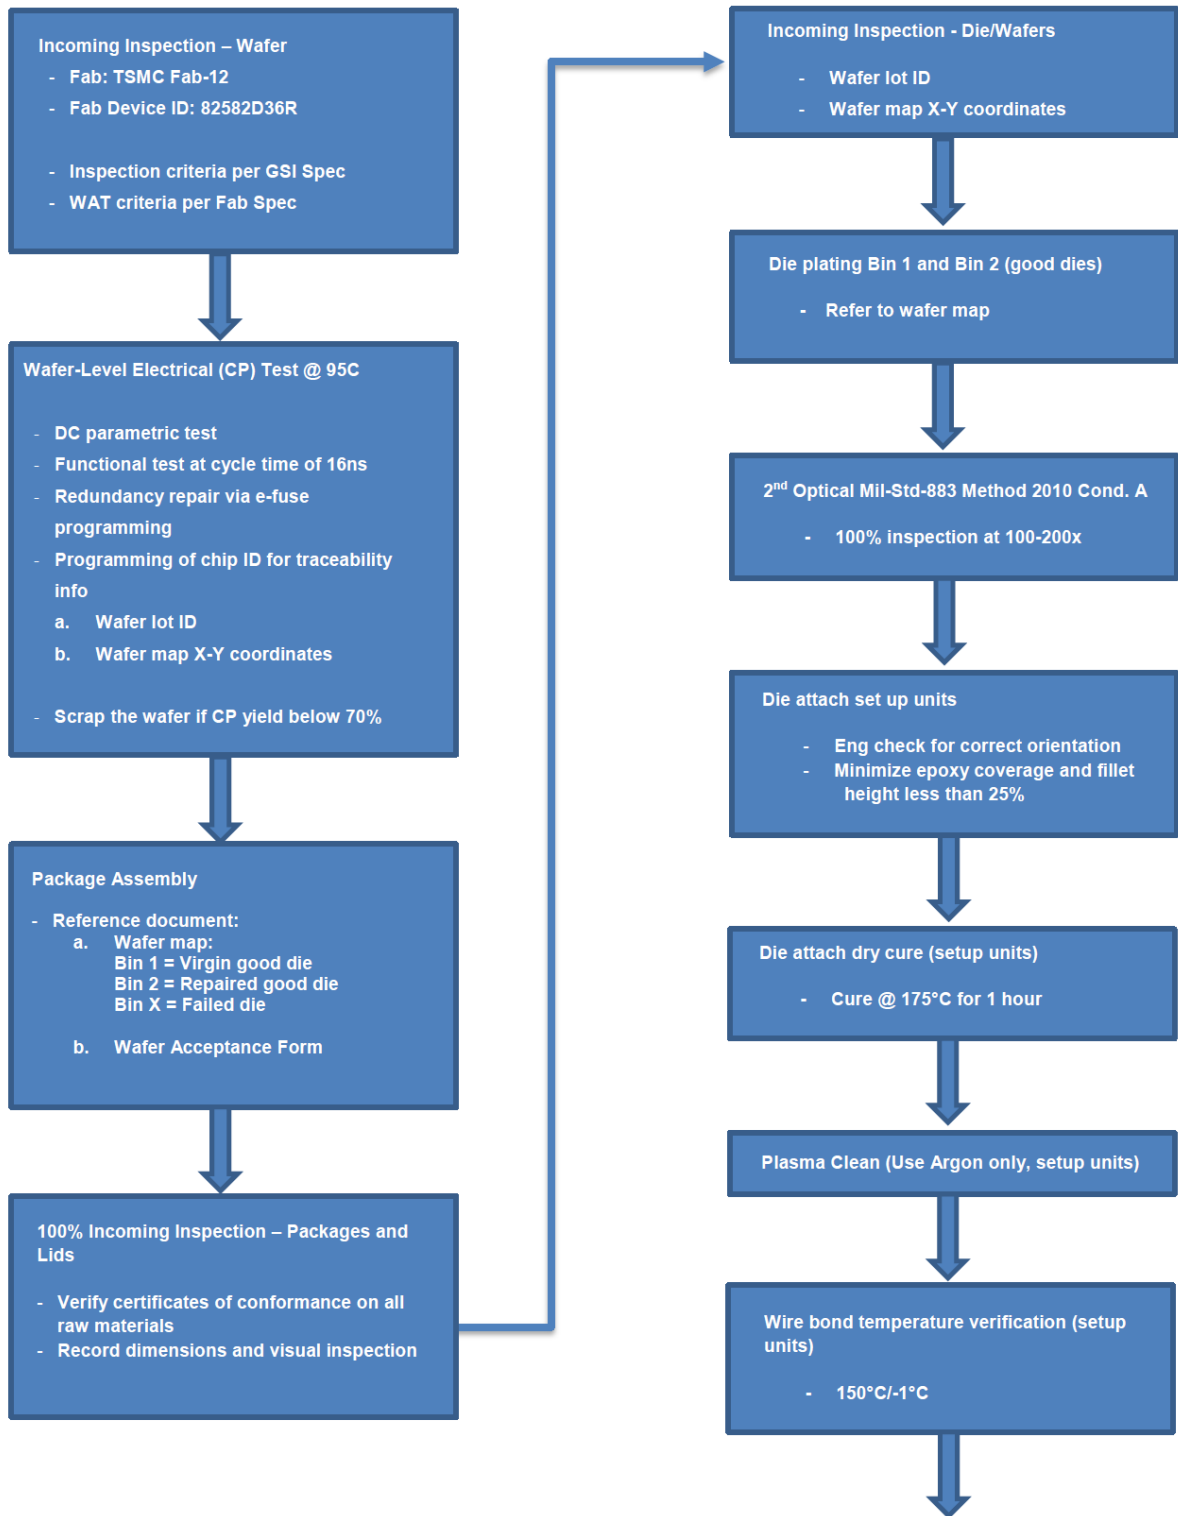 Incoming Inspection – Wafer
- Fab: TSMC Fab-12
- Fab Device ID: 82582D36R
- Inspection criteria per GSI Spec
- WAT criteria per Fab Spec
Wafer-Level Electrical (CP) Test @ 95C
- DC parametric test
- Functional test at cycle time of 16ns
- Redundancy repair via e-fuse
programming
- Programming of chip ID for traceability
info
a. Wafer lot ID
b. Wafer map X-Y coordinates
- Scrap the wafer if CP yield below 70%
Package Assembly
- Reference document:
a. Wafer map:
Bin 1 = Virgin good die
Bin 2 = Repaired good die
Bin X = Failed die
b. Wafer Acceptance Form
100% Incoming Inspection – Packages and
Lids
- Verify certificates of conformance on all
raw materials
- Record dimensions and visual inspection
Incoming Inspection - Die/Wafers
- Wafer lot ID
- Wafer map X-Y coordinates
Die plating Bin 1 and Bin 2 (good dies)
- Refer to wafer map
2nd Optical Mil-Std-883 Method 2010 Cond. A
- 100% inspection at 100-200x
Die attach set up units
- Eng check for correct orientation
- Minimize epoxy coverage and fillet
height less than 25%
Die attach dry cure (setup units)
- Cure @ 175°C for 1 hour
Plasma Clean (Use Argon only, setup units)
Wire bond temperature verification (setup
units)
- 150°C/-1°C